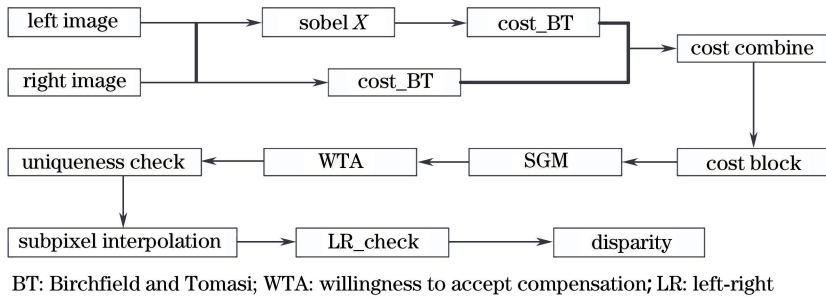 left image
sobel X
cost_BT
cost combine
right image
cost_BT
uniqueness check
WTA
SGM
cost block
subpixel interpolation
LR_check
disparity
BT: Birchfield and Tomasi; WTA: willingness to accept compensation; LR: left-right